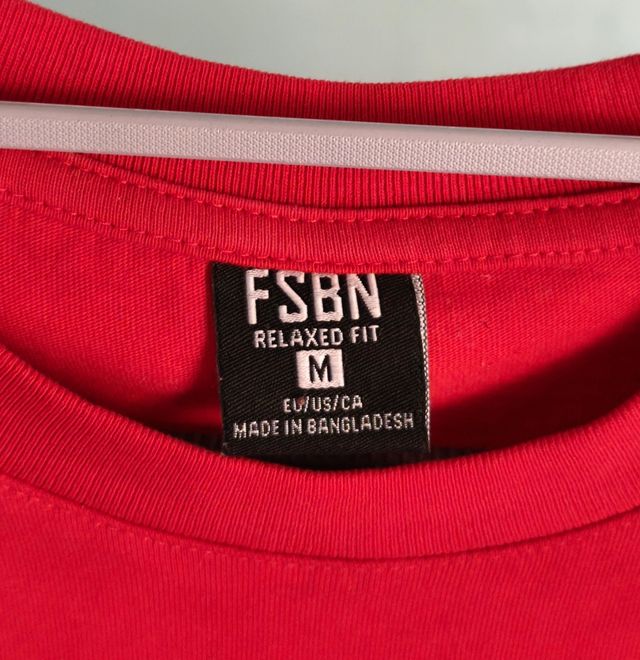 FSBN
RELAXED FIT
M
EU/US/CA
MADE IN BANGLADESH